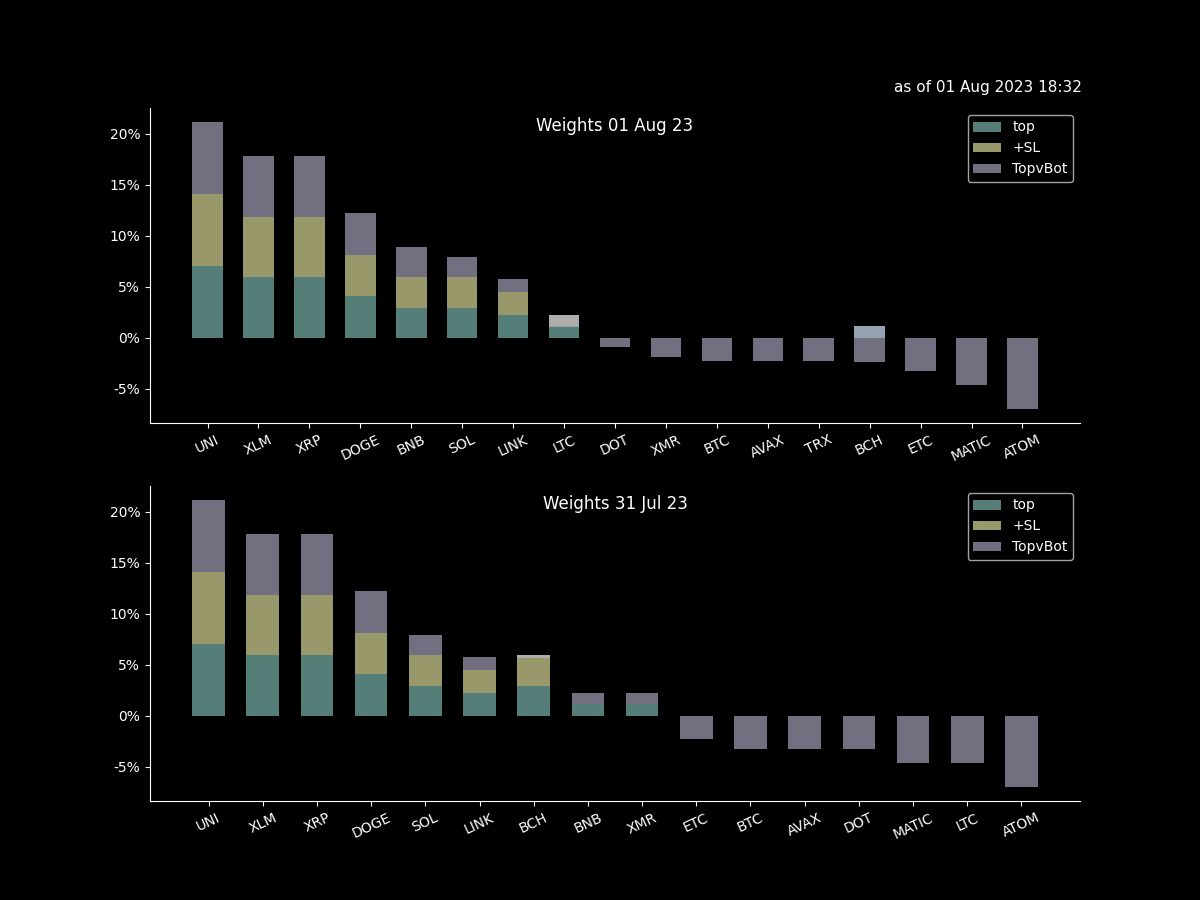 as of 01 Aug 2023 18:32
Weights 01 Aug 23
top
+SL
TopvBot
20%
15%
10%
5%
0%
-5%
UNI XLM XRP DOGE BNB SOL LINK LTC DOT XMR BTC AVAX TRX BCH ETC MATIC ATOM
Weights 31 Jul 23
top
+SL
TopvBot
20%
15%
10%
5%
0%
-5%
UNI XLM XRP DOGE SOL LINK BCH BNB XMR ETC BTC AVAX DOT MATIC LTC ATOM